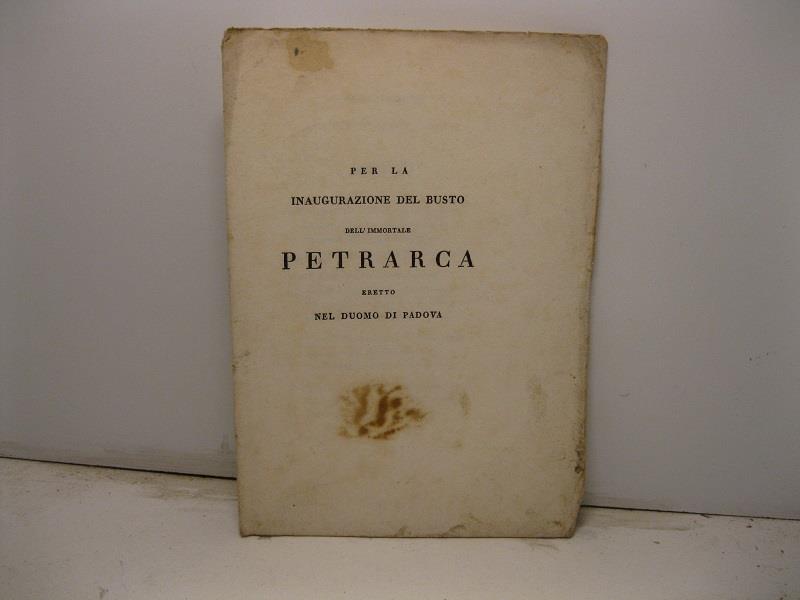 PER LA
INAUGURAZIONE DEL BUSTO
DELL' IMMORTALE
PETRARCA
ERETTO
NEL DUOMO DI PADOVA